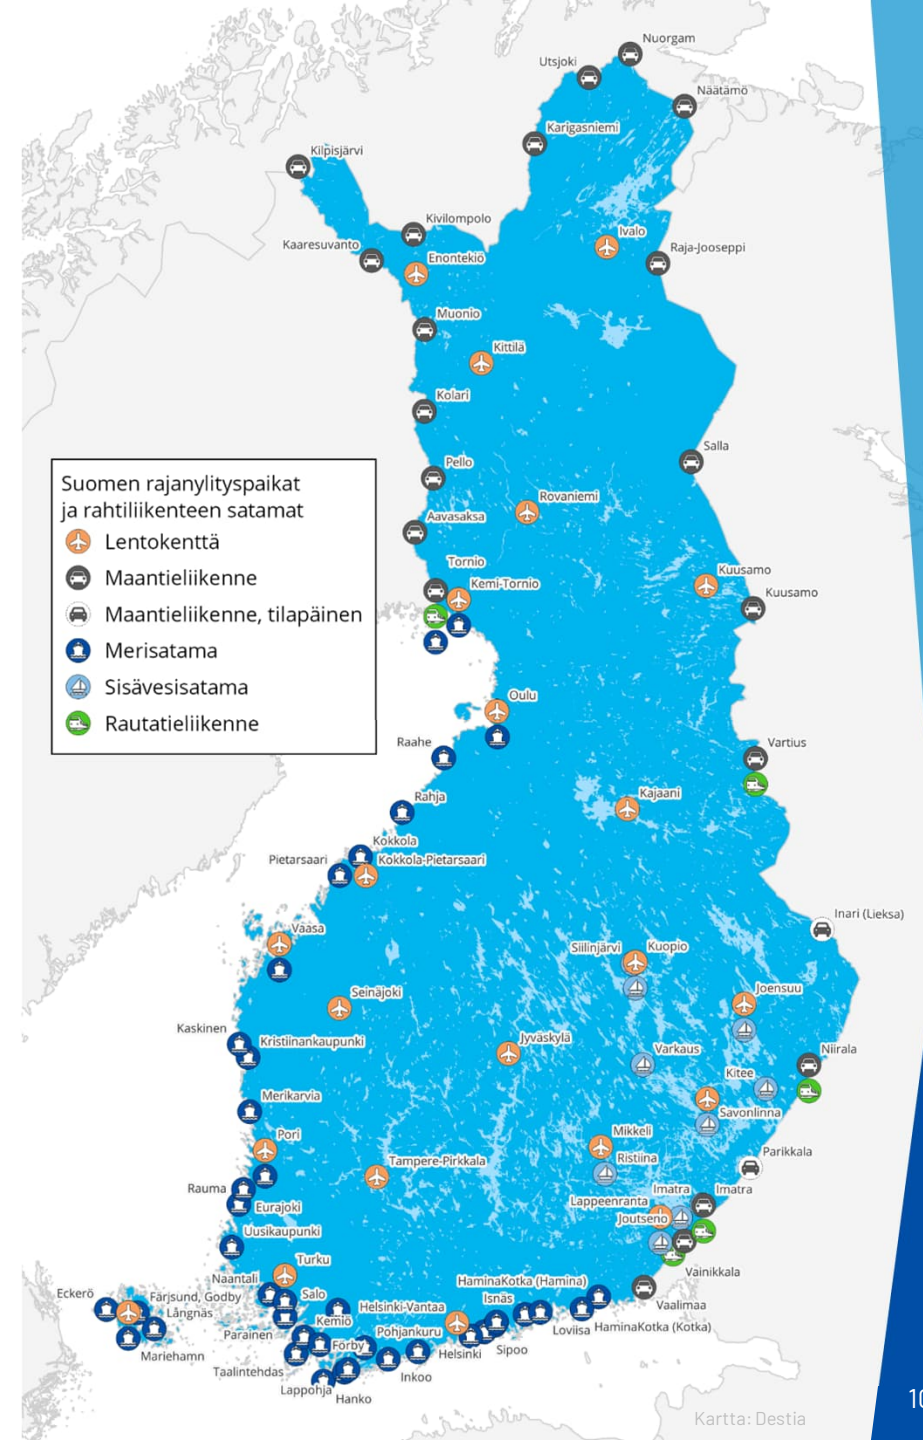 Nuorgam
Utsjoki
Näätämö
Karigasniemi
Kilpisjärvi
Kivilompolo
Ivalo
Kaaresuvanto
Raja-Jooseppi
Enontekiö
Muonio
Kittilä
Kolari
Salla
Pello
Suomen rajanylityspaikat
ja rahtiliikenteen satamat
Lentokenttä
Maantieliikenne
Maantieliikenne, tilapäinen
Merisatama
Sisävesisatama
Rautatieliikenne
Rovaniemi
Aavasaksa
Tornio
Kemi-Tornio
Kuusamo
Kuusamo
Oulu
Raahe
Vartius
Kajaani
Rahja
Kokkola
Pietarsaari
Kokkola-Pietarsaari
Inari (Lieksa)
Vaasa
Siilinjärvi
Kuopio
Joensuu
Seinäjoki
Kaskinen
Kristiinankaupunki
Jyväskylä
Varkaus
Niirala
Kitee
Merikarvia
Savonlinna
Pori
Mikkeli
Parikkala
Tampere-Pirkkala
Ristiina
Rauma
Lappeenranta
Imatra
Imatra
Eurajoki
Joutseno
Uusikaupunki
Turku
Vainikkala
Naantali
HaminaKotka (Hamina)
Eckerö
Färjsund, Godby
Salo
Isnäs
Långnäs
Helsinki-Vantaa
Vaalimaa
Kemiö
Pohjankuru
Loviisa
HaminaKotka (Kotka)
Parainen
Förby
Helsinki
Sipoo
Mariehamn
Taalintehdas
Inkoo
Lappohja
Hanko
Kartta: Destia
10